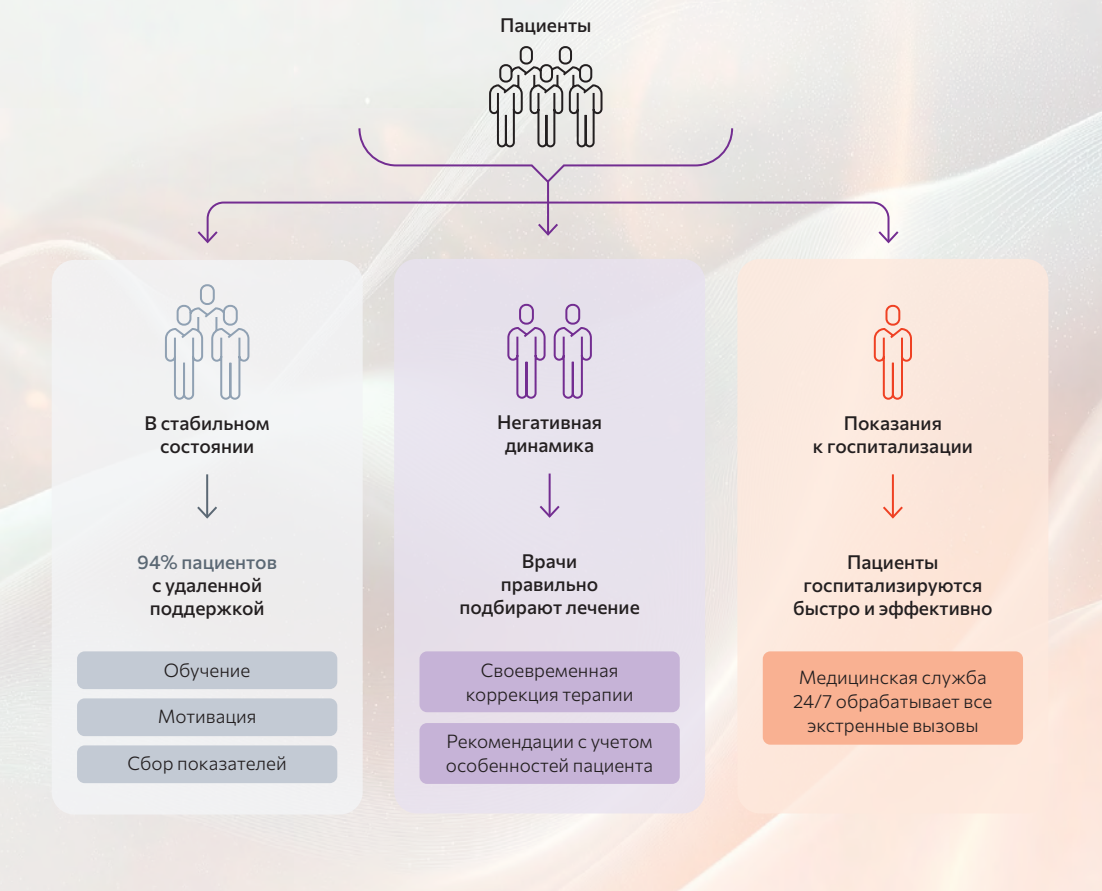 Пациенты
В стабильном
состоянии
94% пациентов
с удаленной
поддержкой
Обучение
Мотивация
Сбор показателей
Негативная
динамика
Врачи
правильно
подбирают лечение
Своевременная
коррекция терапии
Рекомендации с учетом
особенностей пациента
Показания
к госпитализации
Пациенты
госпитализируются
быстро и эффективно
Медицинская служба
24/7 обрабатывает все
экстренные вызовы